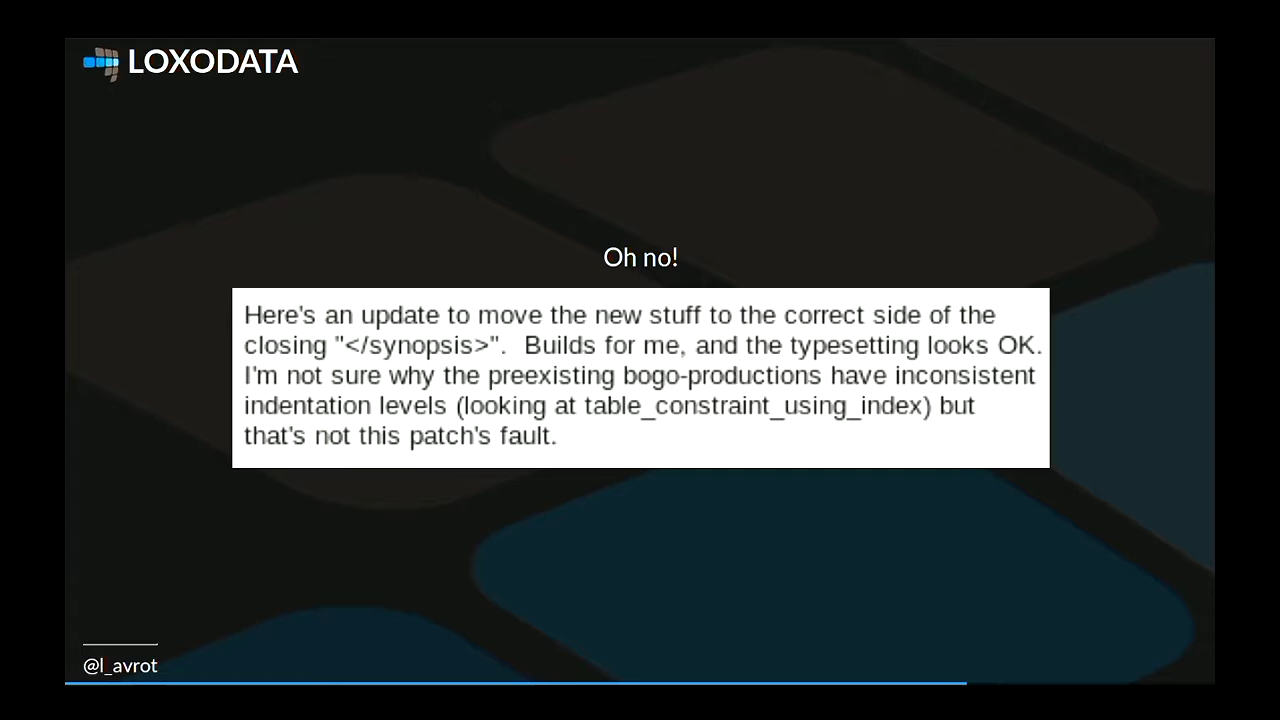 LOXODATA
Oh no!
Here's an update to move the new stuff to the correct side of the
closing "</synopsis>".  Builds for me, and the typesetting looks OK.
I'm not sure why the preexisting bogo-productions have inconsistent
indentation levels (looking at table_constraint_using_index) but
that's not this patch's fault.
@l_avrot